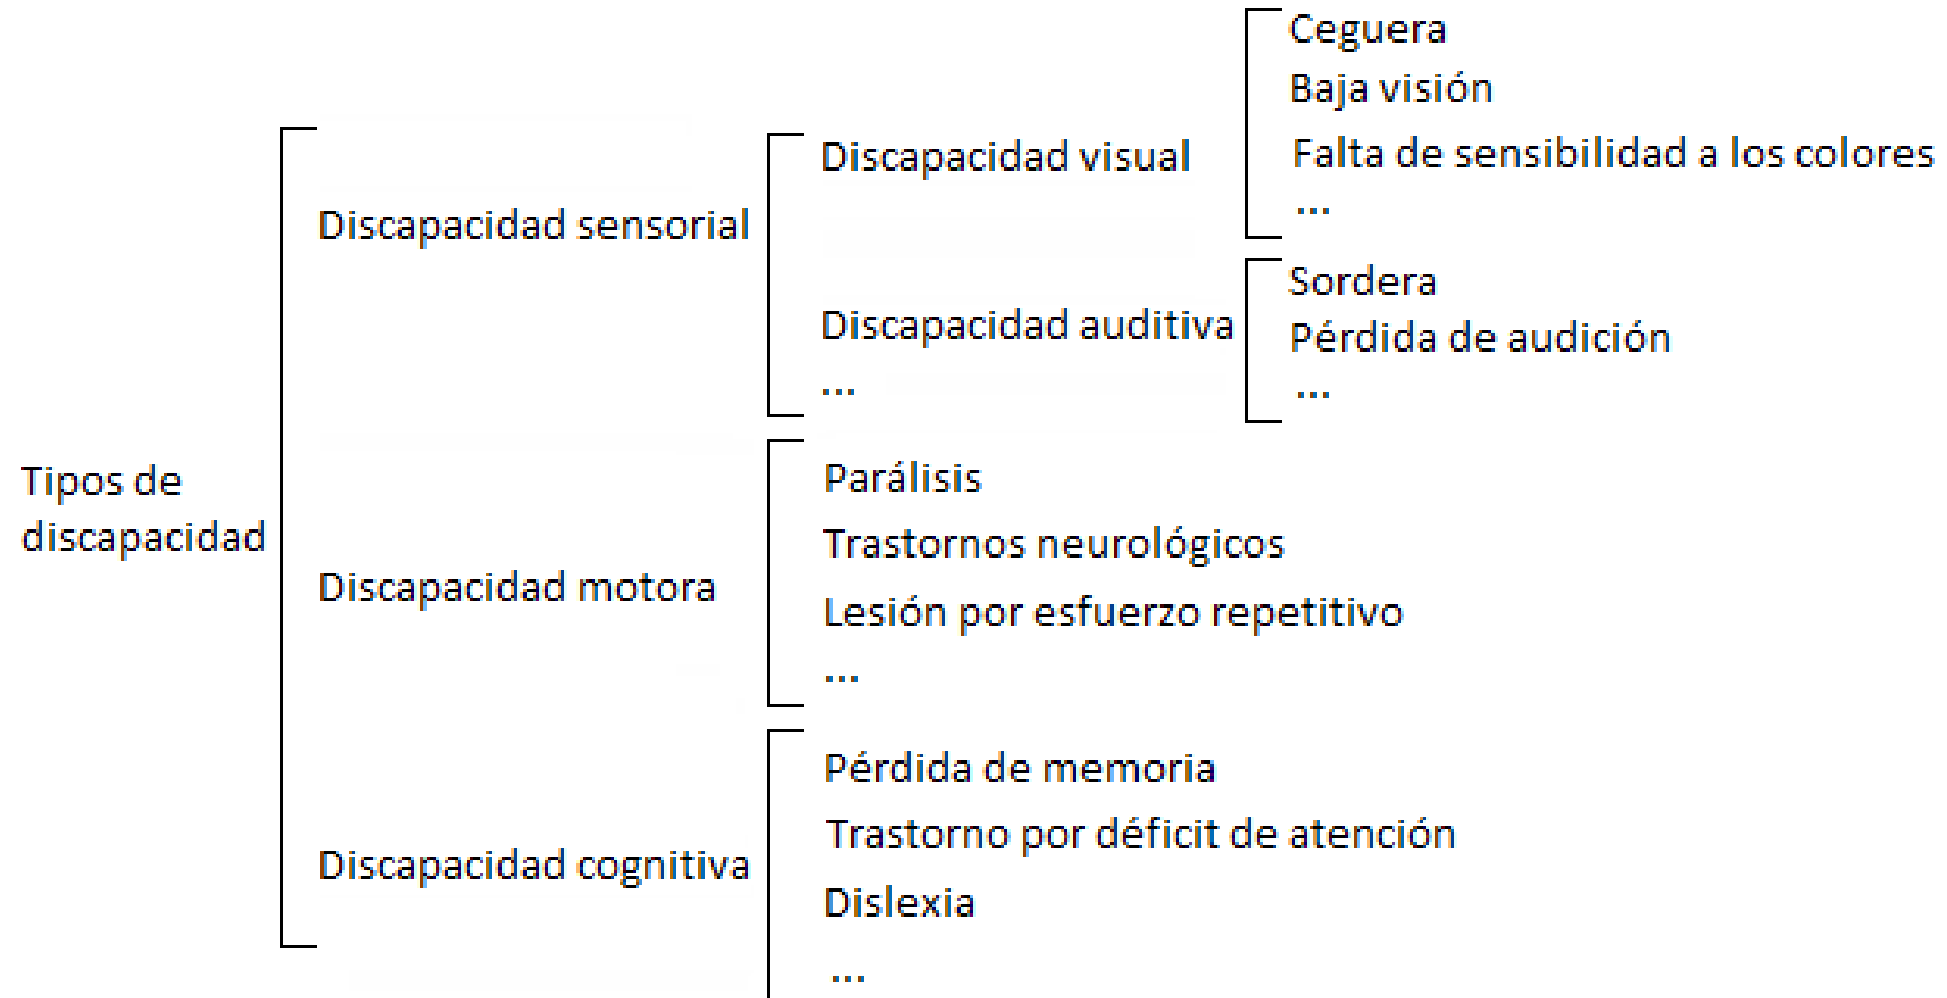 Tipos de
discapacidad
Discapacidad sensorial
Discapacidad visual
Ceguera
Baja visión
Falta de sensibilidad a los colores
...
Discapacidad auditiva
Sordera
Pérdida de audición
...
...
Discapacidad motora
Parálisis
Trastornos neurológicos
Lesión por esfuerzo repetitivo
...
Discapacidad cognitiva
Pérdida de memoria
Trastorno por déficit de atención
Dislexia
...